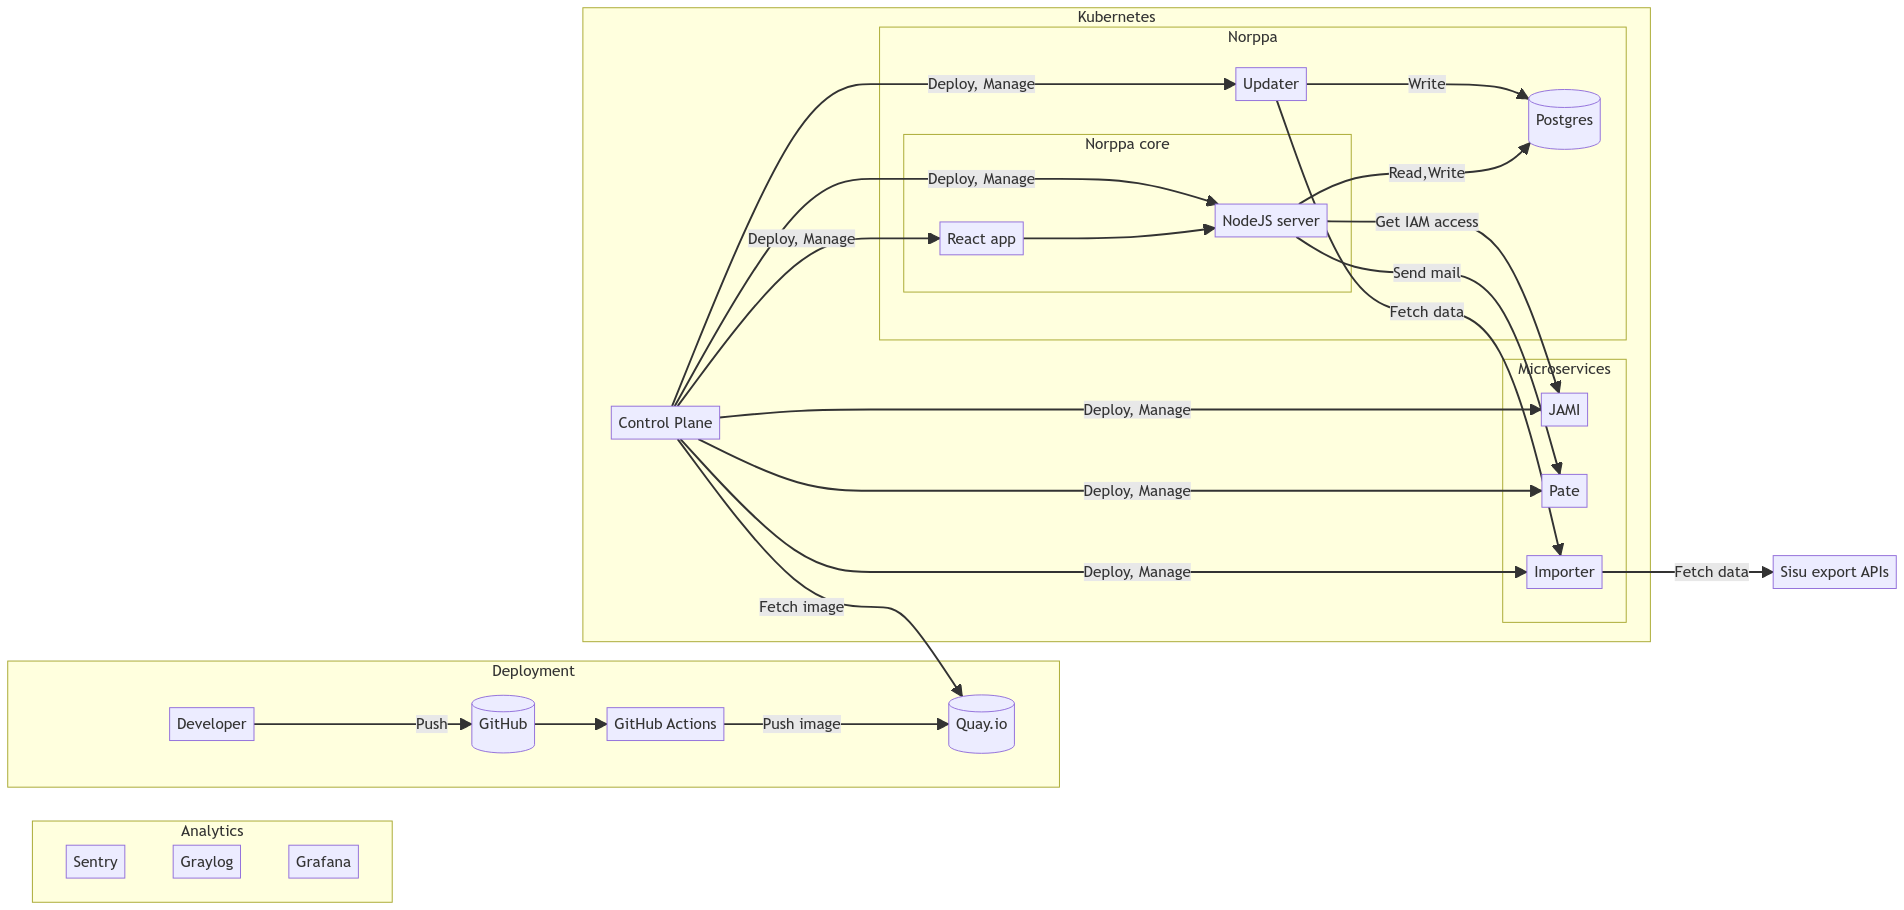 Kubernetes
Norppa
Deploy, Manage
Updater
Write
Postgres
Norppa core
Deploy, Manage
Read,Write
NodeJS server
Get IAM access
Deploy, Manage
React app
Send mail
Fetch data
Microservices
Control Plane
Deploy, Manage
JAMI
Deploy, Manage
Pate
Deploy, Manage
Importer
Fetch data
Sisu export APIs
Fetch image
Deployment
Developer
Push
GitHub
GitHub Actions
Push image
Quay.io
Analytics
Sentry
Graylog
Grafana